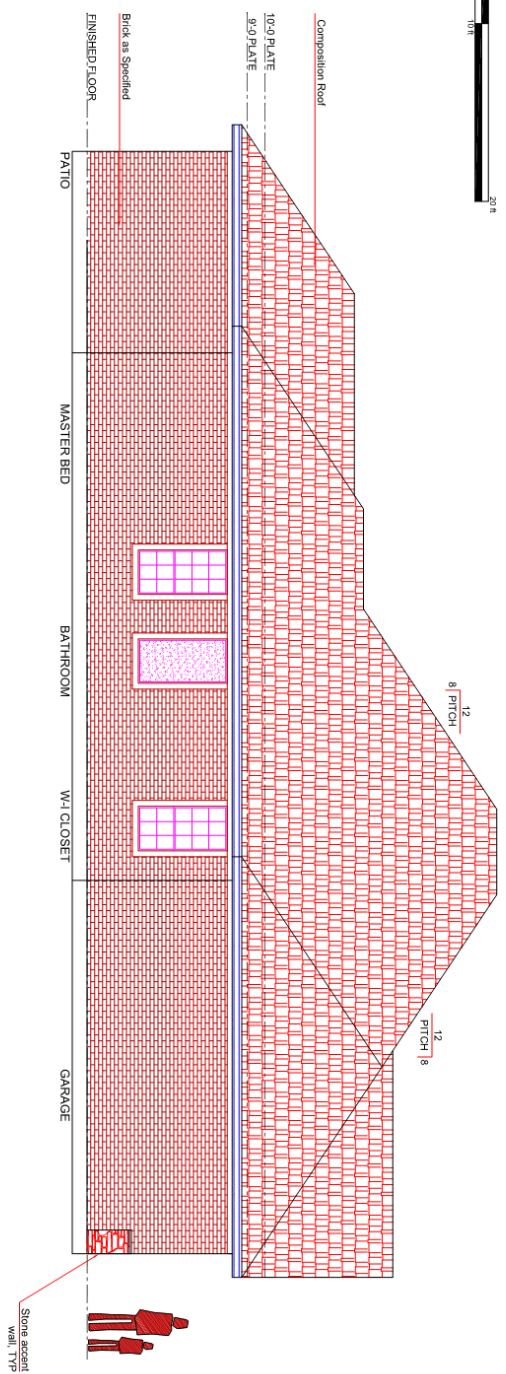 10 ft
20 ft
10'-0 PLATE
9'-0 PLATE
Composition Roof
Brick as Specified
FINISHED FLOOR
12
8
PITCH
12
PITCH
8
PATIO
MASTER BED
BATHROOM
W-I CLOSET
GARAGE
Stone accent
wall, TYP